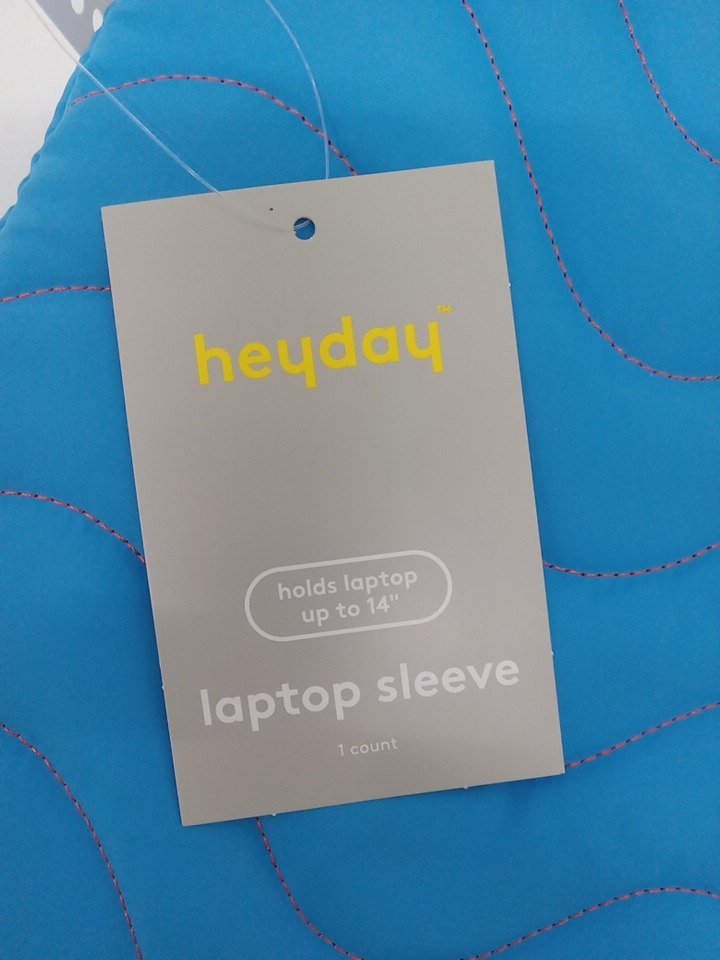 heyday™
holds laptop
up to 14"
laptop sleeve
1 count